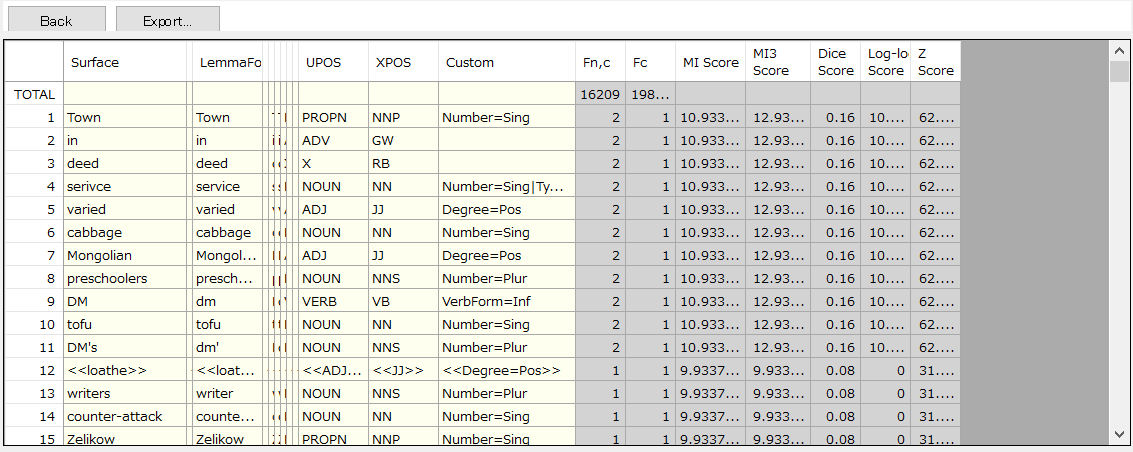 Back Export...
Surface LemmaFo UPOS XPOS Custom Fn,c Fc MI Score MI3 Score Dice Score Log-lo Score Z Score
TOTAL 16209 198...
1 Town Town PROPN NNP Number=Sing 2 1 10.933... 12.93... 0.16 10.... 62....
2 in in ADV GW 2 1 10.933... 12.93... 0.16 10.... 62....
3 deed deed X RB 2 1 10.933... 12.93... 0.16 10.... 62....
4 serivce service NOUN NN Number=Sing|Ty... 2 1 10.933... 12.93... 0.16 10.... 62....
5 varied varied ADJ JJ Degree=Pos 2 1 10.933... 12.93... 0.16 10.... 62....
6 cabbage cabbage NOUN NN Number=Sing 2 1 10.933... 12.93... 0.16 10.... 62....
7 Mongolian Mongol... ADJ JJ Degree=Pos 2 1 10.933... 12.93... 0.16 10.... 62....
8 preschoolers presch... NOUN NNS Number=Plur 2 1 10.933... 12.93... 0.16 10.... 62....
9 DM dm VERB VB VerbForm=Inf 2 1 10.933... 12.93... 0.16 10.... 62....
10 tofu tofu NOUN NN Number=Sing 2 1 10.933... 12.93... 0.16 10.... 62....
11 DM's dm' NOUN NNS Number=Plur 2 1 10.933... 12.93... 0.16 10.... 62....
12 <<loathe>> <<loat... <<ADJ... <<JJ>> <<Degree=Pos>> 1 1 9.9337... 9.933... 0.08 0 31....
13 writers writer NOUN NNS Number=Plur 1 1 9.9337... 9.933... 0.08 0 31....
14 counter-attack counte... NOUN NN Number=Sing 1 1 9.9337... 9.933... 0.08 0 31....
15 Zelikow Zelikow PROPN NNP Number=Sing 1 1 9.9337... 9.933... 0.08 0 31....